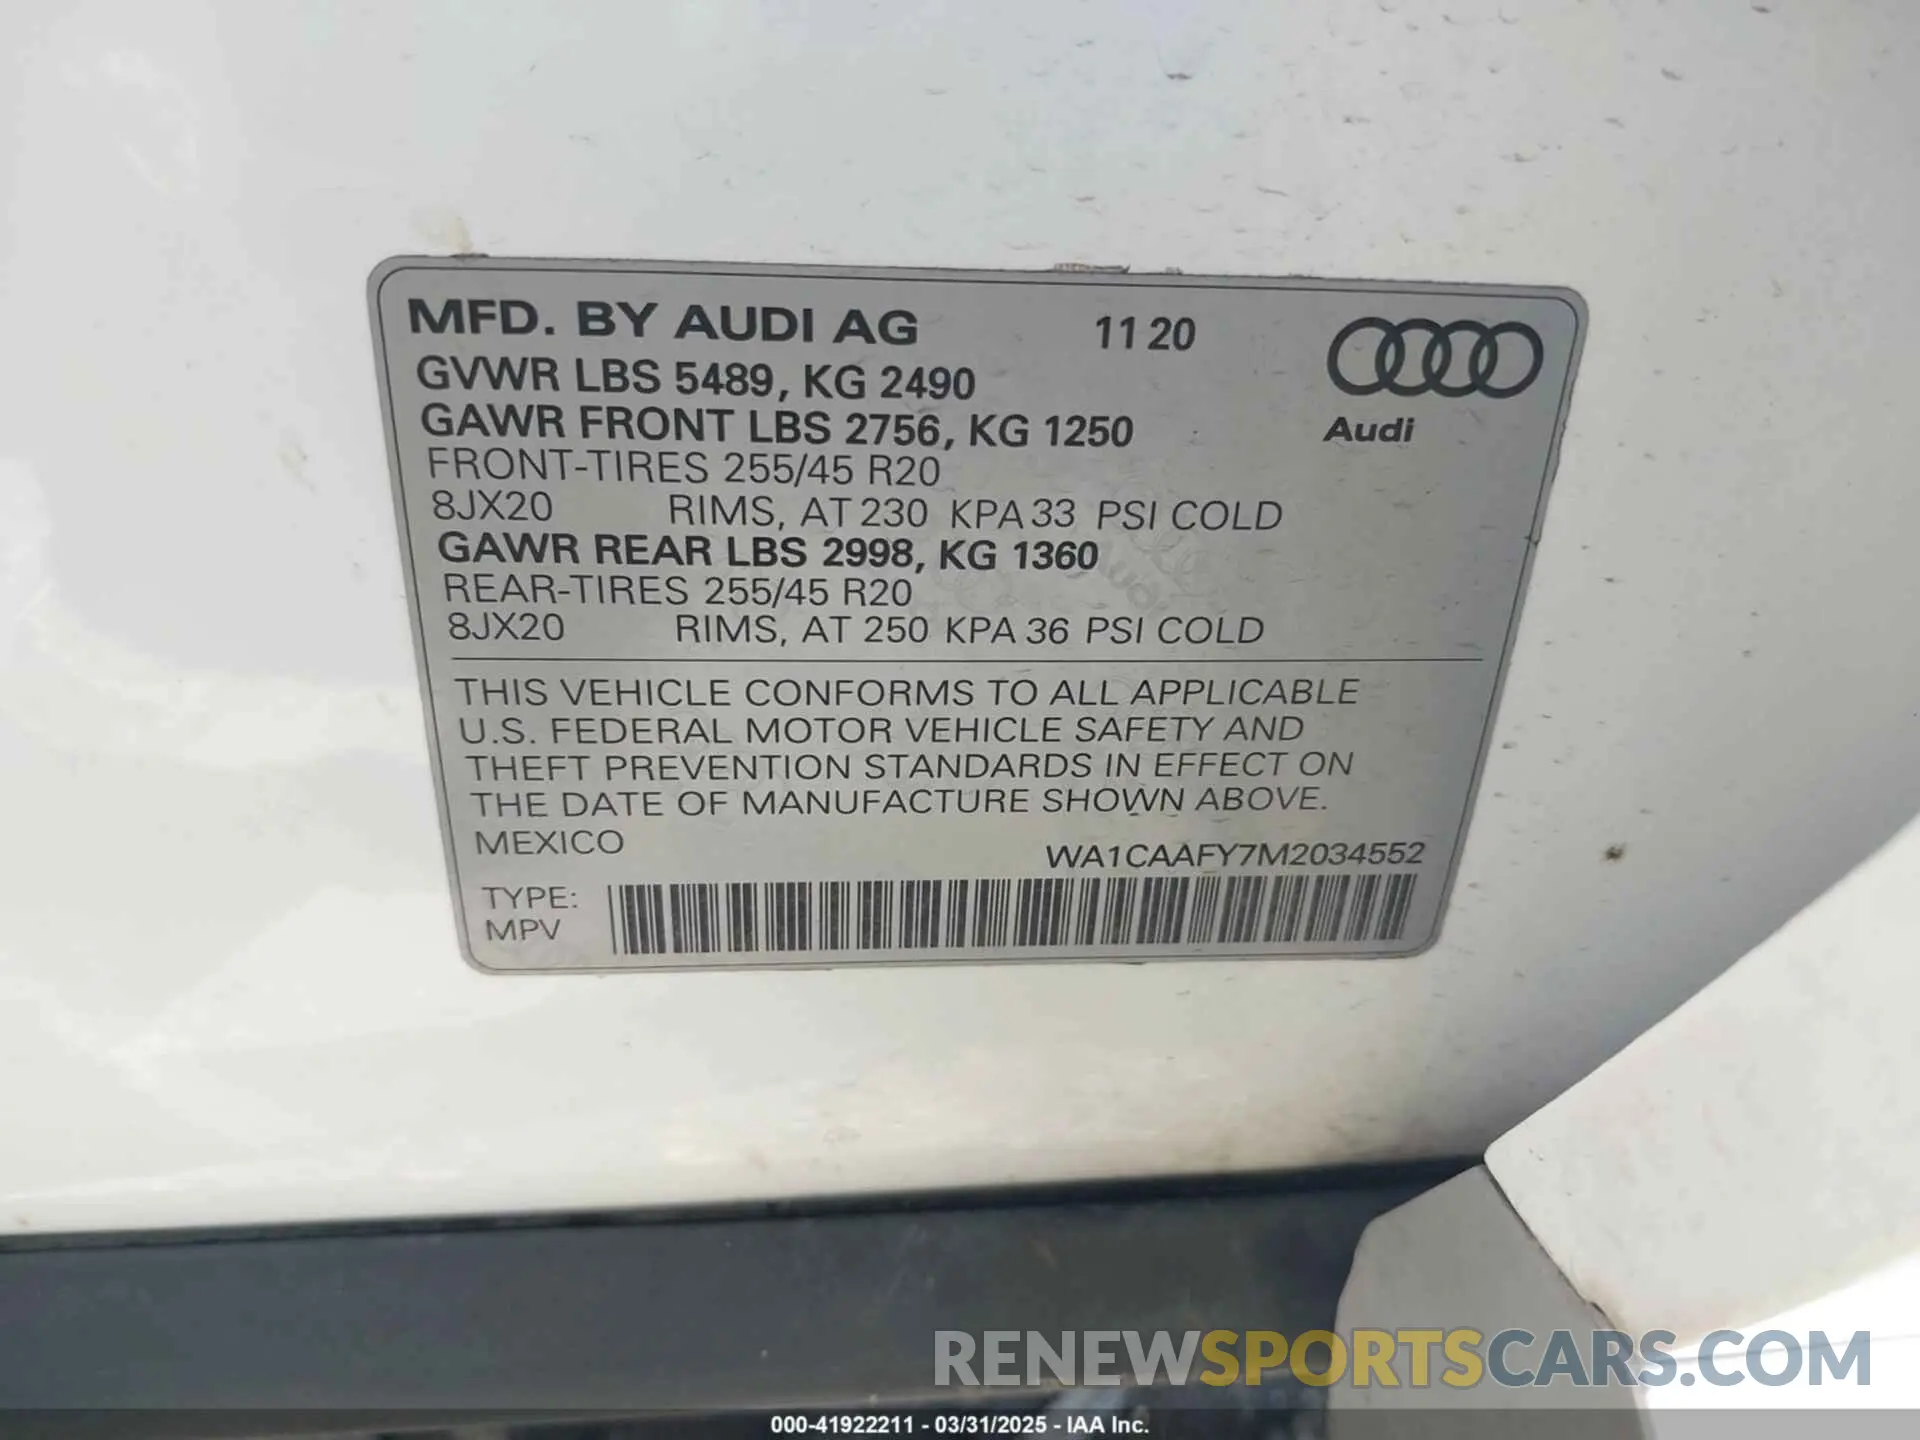 MFD. BY AUDI AG 11 20
GVWR LBS 5489, KG 2490
GAWR FRONT LBS 2756, KG 1250
Audi
FRONT-TIRES 255/45 R20
8JX20 RIMS, AT 230 KPA 33 PSI COLD
GAWR REAR LBS 2998, KG 1360
REAR-TIRES 255/45 R20
8JX20 RIMS, AT 250 KPA 36 PSI COLD
THIS VEHICLE CONFORMS TO ALL APPLICABLE
U.S. FEDERAL MOTOR VEHICLE SAFETY AND
THEFT PREVENTION STANDARDS IN EFFECT ON
THE DATE OF MANUFACTURE SHOWN ABOVE.
MEXICO WA1CAAFY7M2034552
TYPE:
MPV
RENEWSPORTSCARS.COM
000-41922211 - 03/31/2025 - IAA Inc.